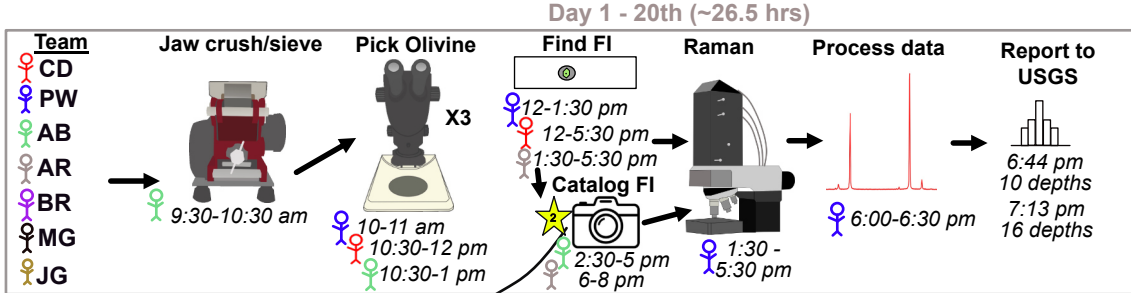 Day 1 - 20th (~26.5 hrs)
Team
CD
PW
AB
AR
BR
MG
JG
Jaw crush/sieve
9:30-10:30 am
Pick Olivine
X3
10-11 am
10:30-12 pm
10:30-1 pm
Find FI
12-1:30 pm
12-5:30 pm
1:30-5:30 pm
Catalog FI
2
2:30-5 pm
6-8 pm
Raman
1:30 -
5:30 pm
Process data
6:00-6:30 pm
Report to
USGS
6:44 pm
10 depths
7:13 pm
16 depths